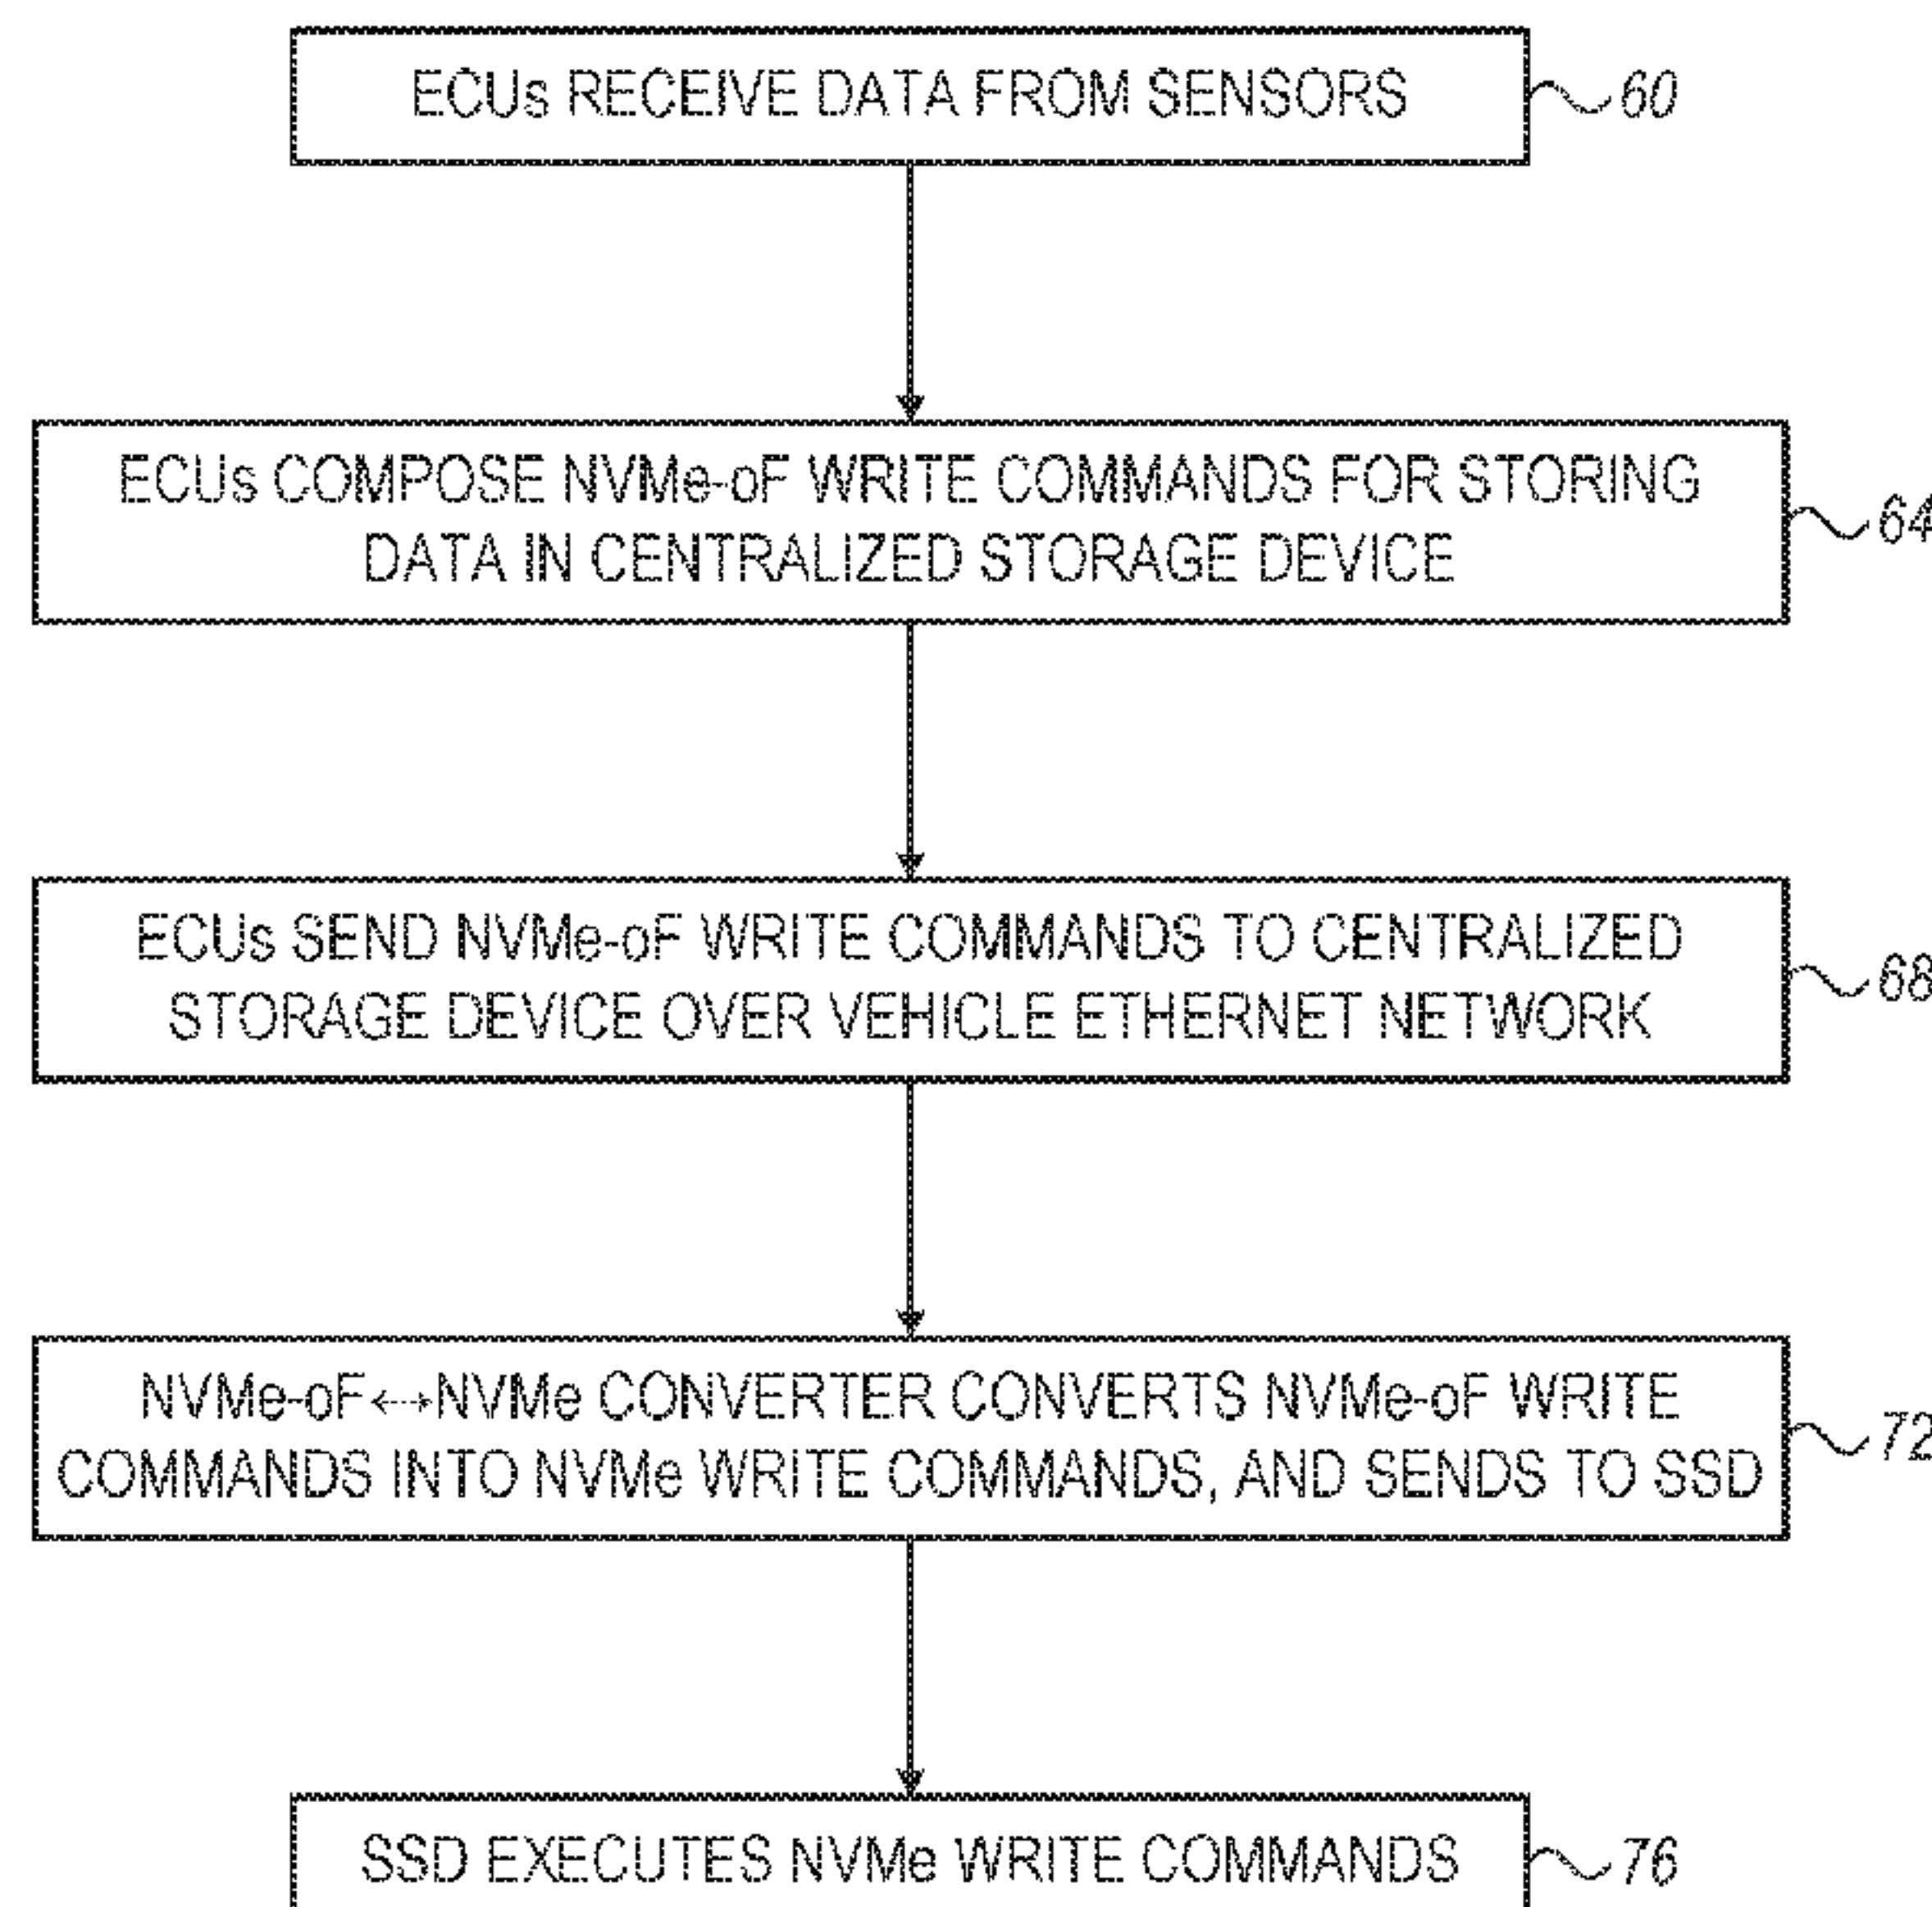 ECUs RECEIVE DATA FROM SENSORS
60
ECUs COMPOSE NVMe-oF WRITE COMMANDS FOR STORING
DATA IN CENTRALIZED STORAGE DEVICE
64
ECUs SEND NVMe-oF WRITE COMMANDS TO CENTRALIZED
STORAGE DEVICE OVER VEHICLE ETHERNET NETWORK
68
NVMe-oF↔NVMe CONVERTER CONVERTS NVMe-oF WRITE
COMMANDS INTO NVMe WRITE COMMANDS, AND SENDS TO SSD
72
SSD EXECUTES NVMe WRITE COMMANDS
76